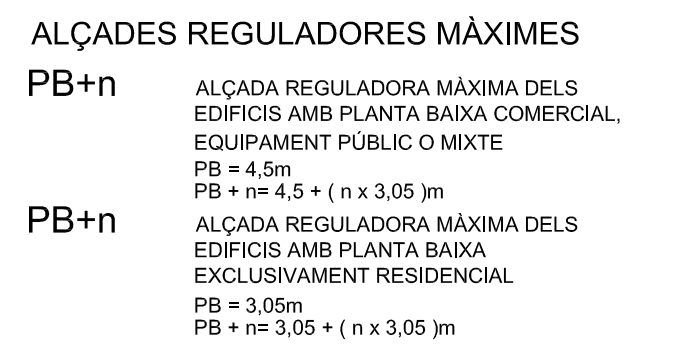 ALÇADES REGULADORES MÀXIMES
PB+n ALÇADA REGULADORA MÀXIMA DELS
EDIFICIS AMB PLANTA BAIXA COMERCIAL,
EQUIPAMENT PÚBLIC O MIXTE
PB = 4,5m
PB + n= 4,5 + ( n x 3,05 )m
PB+n ALÇADA REGULADORA MÀXIMA DELS
EDIFICIS AMB PLANTA BAIXA
EXCLUSIVAMENT RESIDENCIAL
PB = 3,05m
PB + n= 3,05 + ( n x 3,05 )m